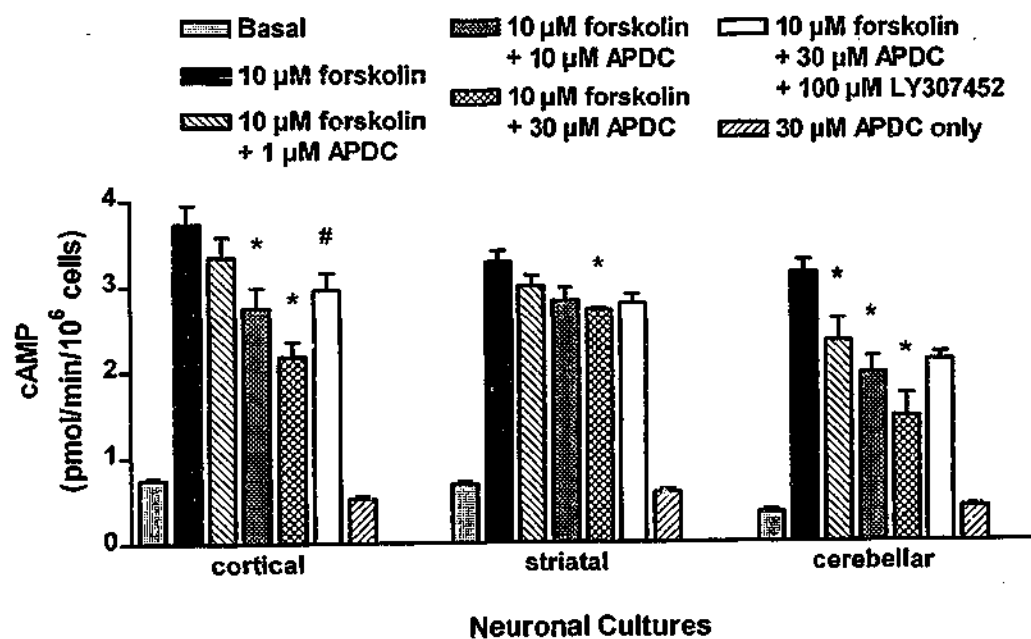 Basal
10 µM forskolin
10 µM forskolin
+ 1 µM APDC
10 µM forskolin
+ 10 µM APDC
10 µM forskolin
+ 30 µM APDC
10 µM forskolin
+ 30 µM APDC
+ 100 µM LY307452
30 µM APDC only
cAMP
(pmol/min/10⁶ cells)
4
3
2
1
0
*
*
#
*
*
*
*
cortical
striatal
cerebellar
Neuronal Cultures